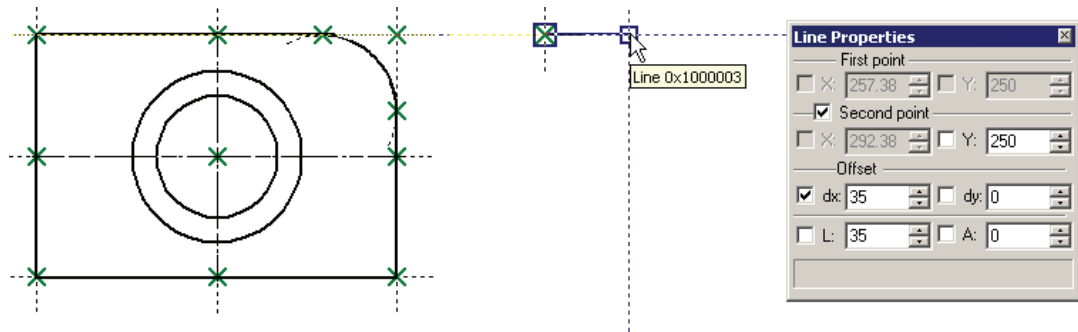 Line 0x1000003
Line Properties
First point
X: 257.38 Y: 250
Second point
X: 292.38 Y: 250
Offset
dx: 35 dy: 0
L: 35 A: 0